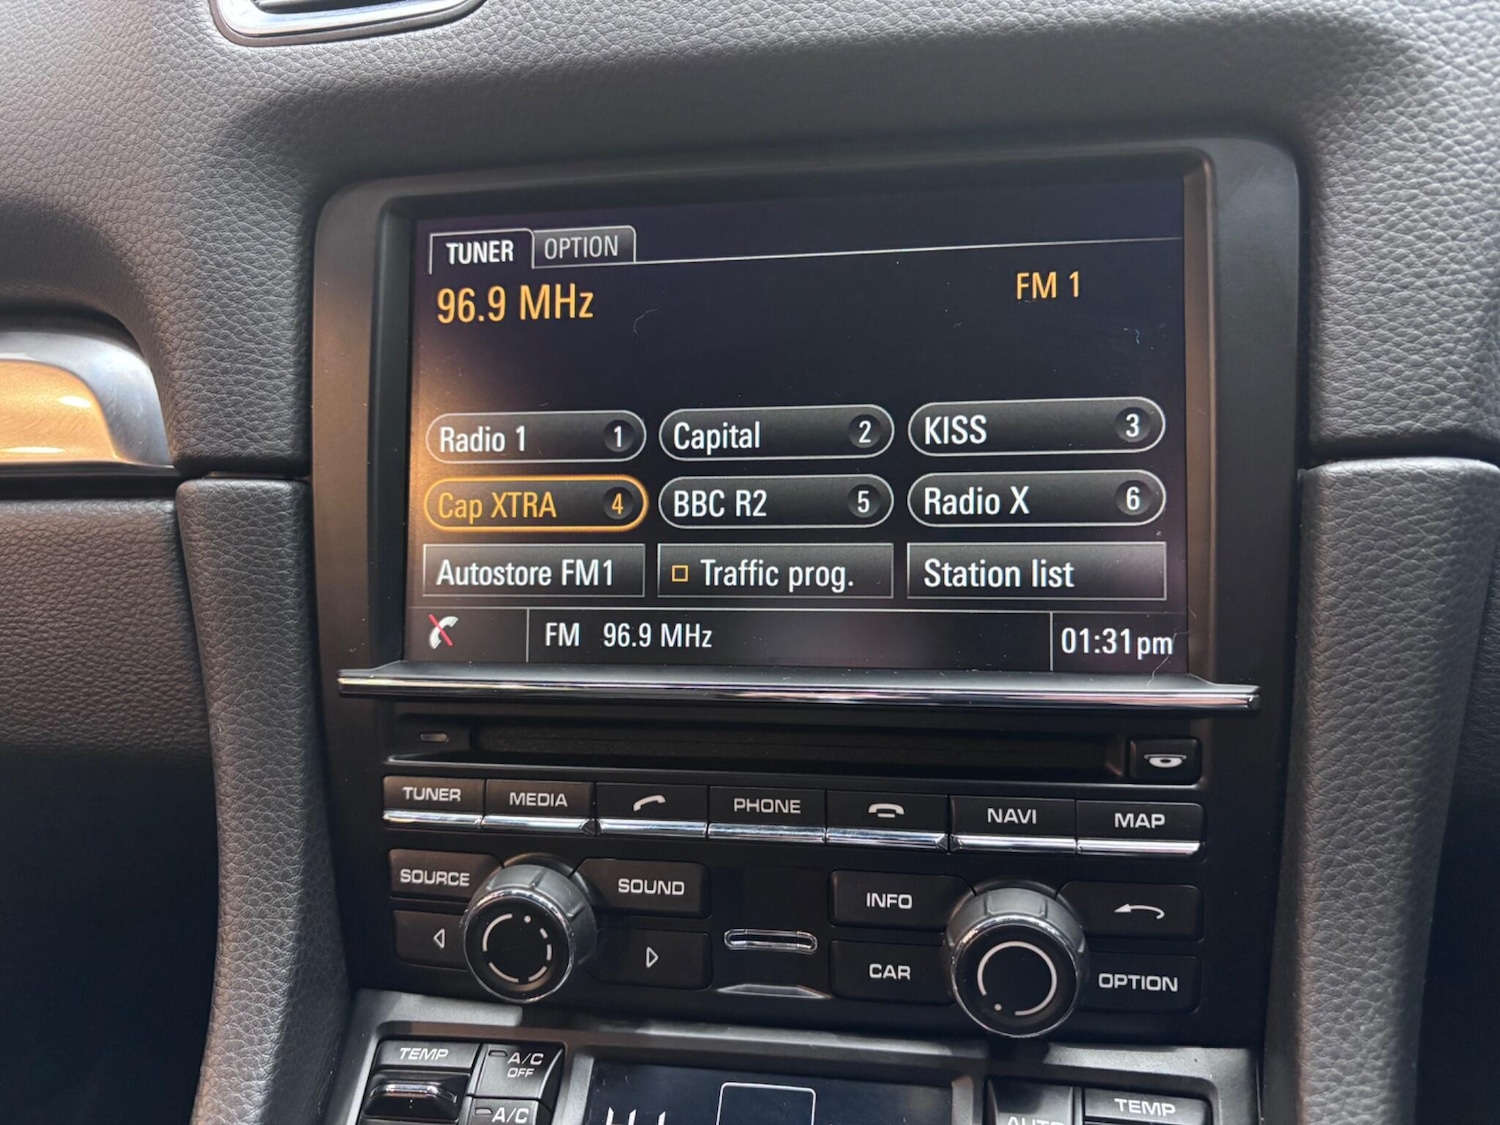 TUNER OPTION
96.9 MHz FM 1
Radio 1 1 Capital 2 KISS 3
Cap XTRA 4 BBC R2 5 Radio X 6
Autostore FM1 Traffic prog. Station list
FM 96.9 MHz 01:31pm
TUNER MEDIA PHONE NAVI MAP
SOURCE SOUND INFO
CAR OPTION
TEMP A/C OFF
A/C AUTO TEMP